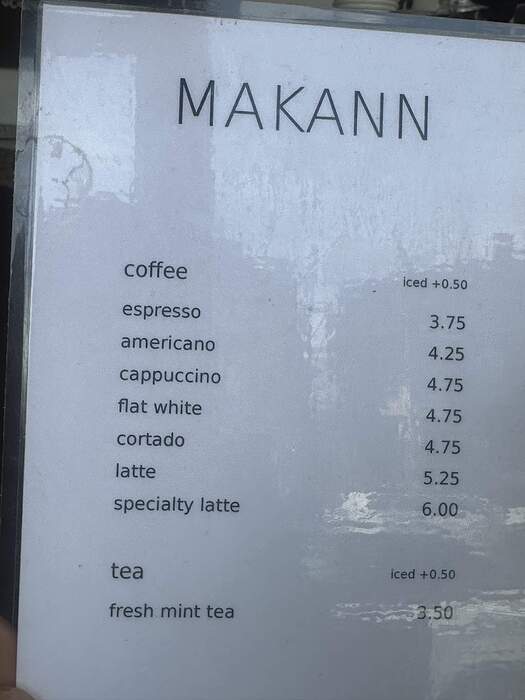 MAKANN
coffee iced +0.50
espresso 3.75
americano 4.25
cappuccino 4.75
flat white 4.75
cortado 4.75
latte 5.25
specialty latte 6.00
tea iced +0.50
fresh mint tea 3.50